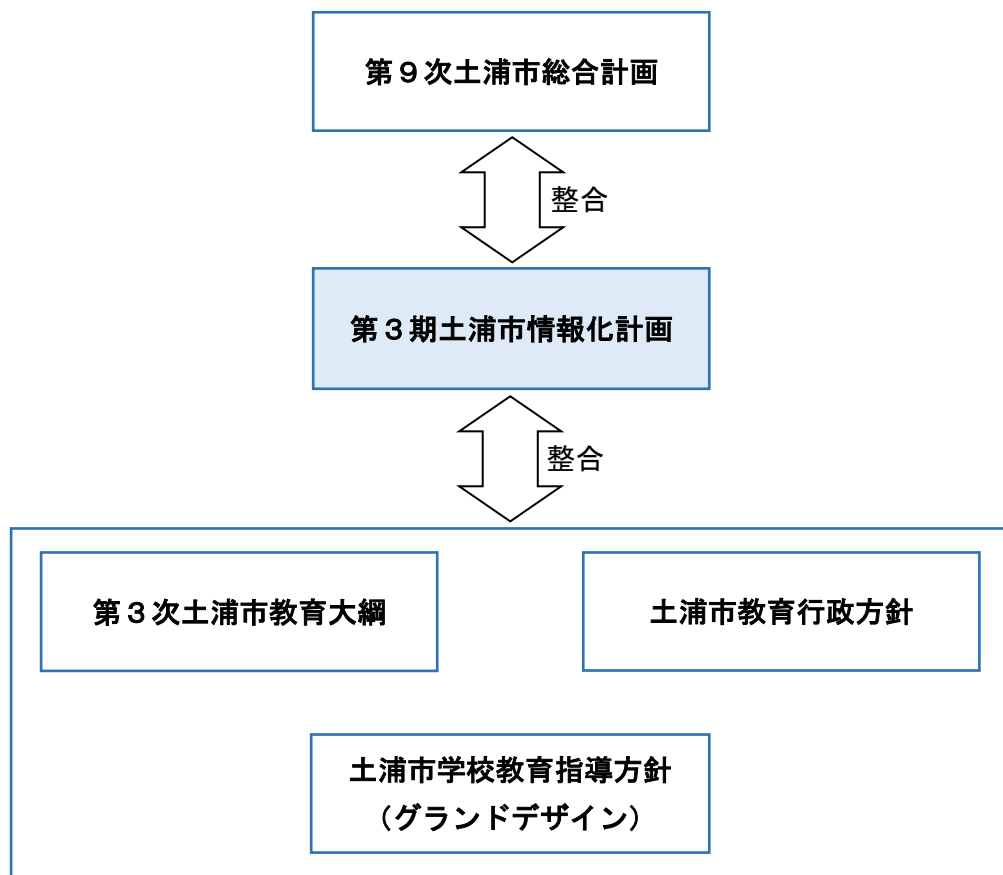 第９次土浦市総合計画
整合
第３期土浦市情報化計画
整合
第３次土浦市教育大綱
土浦市教育行政方針
土浦市学校教育指導方針
（グランドデザイン）